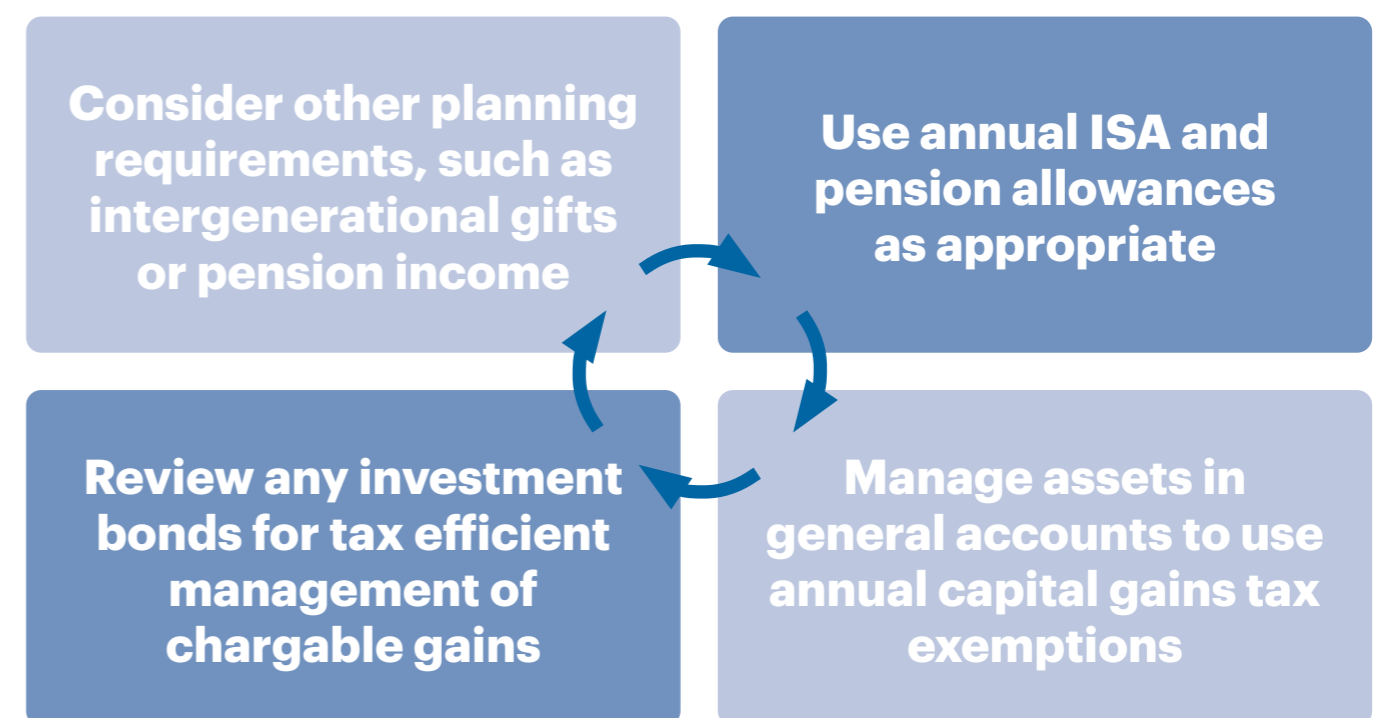 Consider other planning
requirements, such as
intergenerational gifts
or pension income
Use annual ISA and
pension allowances
as appropriate
Review any investment
bonds for tax efficient
management of
chargable gains
Manage assets in
general accounts to use
annual capital gains tax
exemptions